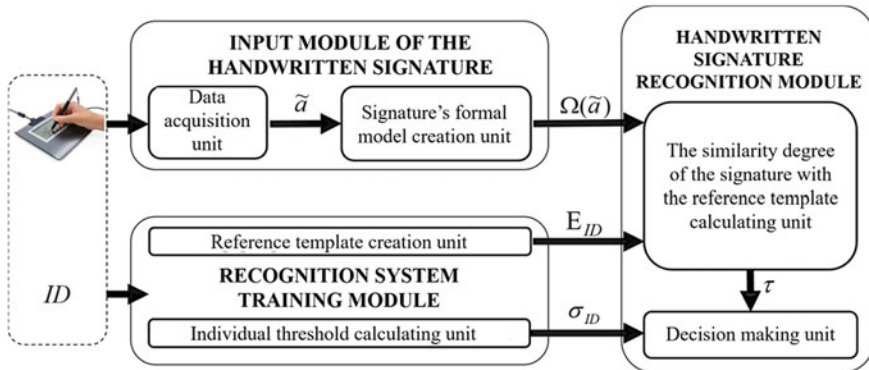 INPUT MODULE OF THE
HANDWRITTEN SIGNATURE
Data
acquisition
unit
ã
Signature's formal
model creation unit
Ω(ã)
HANDWRITTEN
SIGNATURE
RECOGNITION MODULE
The similarity degree
of the signature with
the reference template
calculating unit
τ
Decision making unit
ID
Reference template creation unit
RECOGNITION SYSTEM
TRAINING MODULE
Individual threshold calculating unit
E_ID
σ_ID